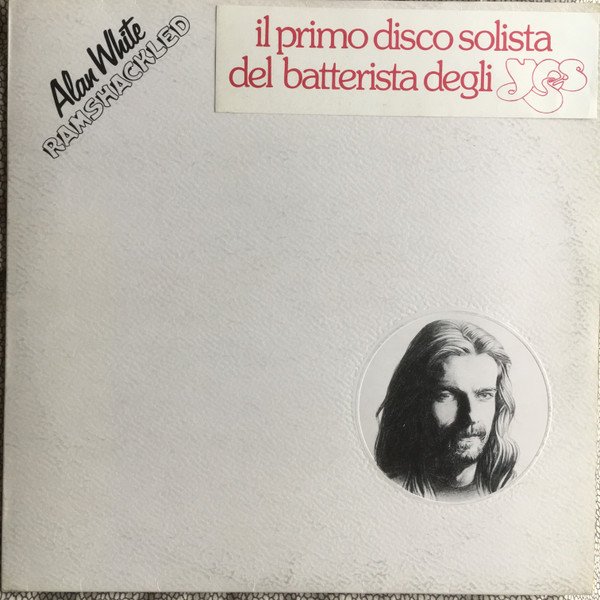 Alan White
RAMSHACKLED
il primo disco solista
del batterista degli yes